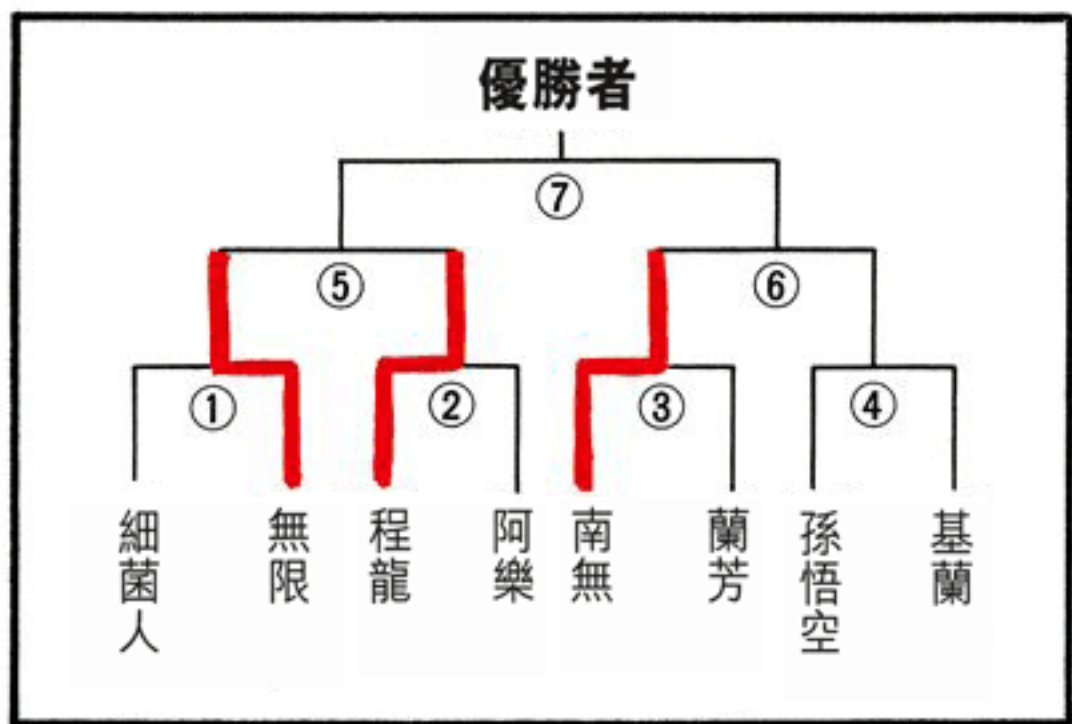 優勝者
⑦
⑤
⑥
①
②
③
④
細菌人
無限
程龍
阿樂
南無
蘭芳
孫悟空
基蘭